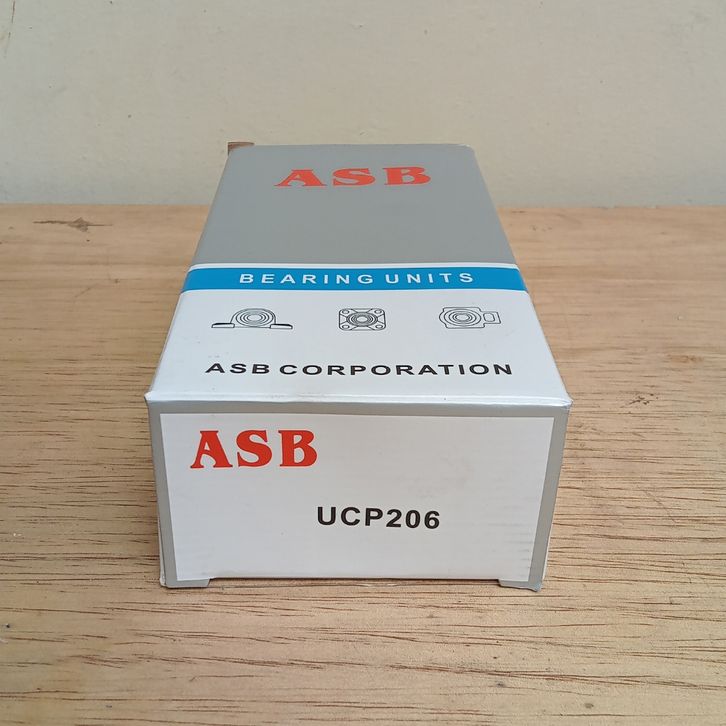 ASB
BEARING UNITS
ASB CORPORATION
ASB
UCP206